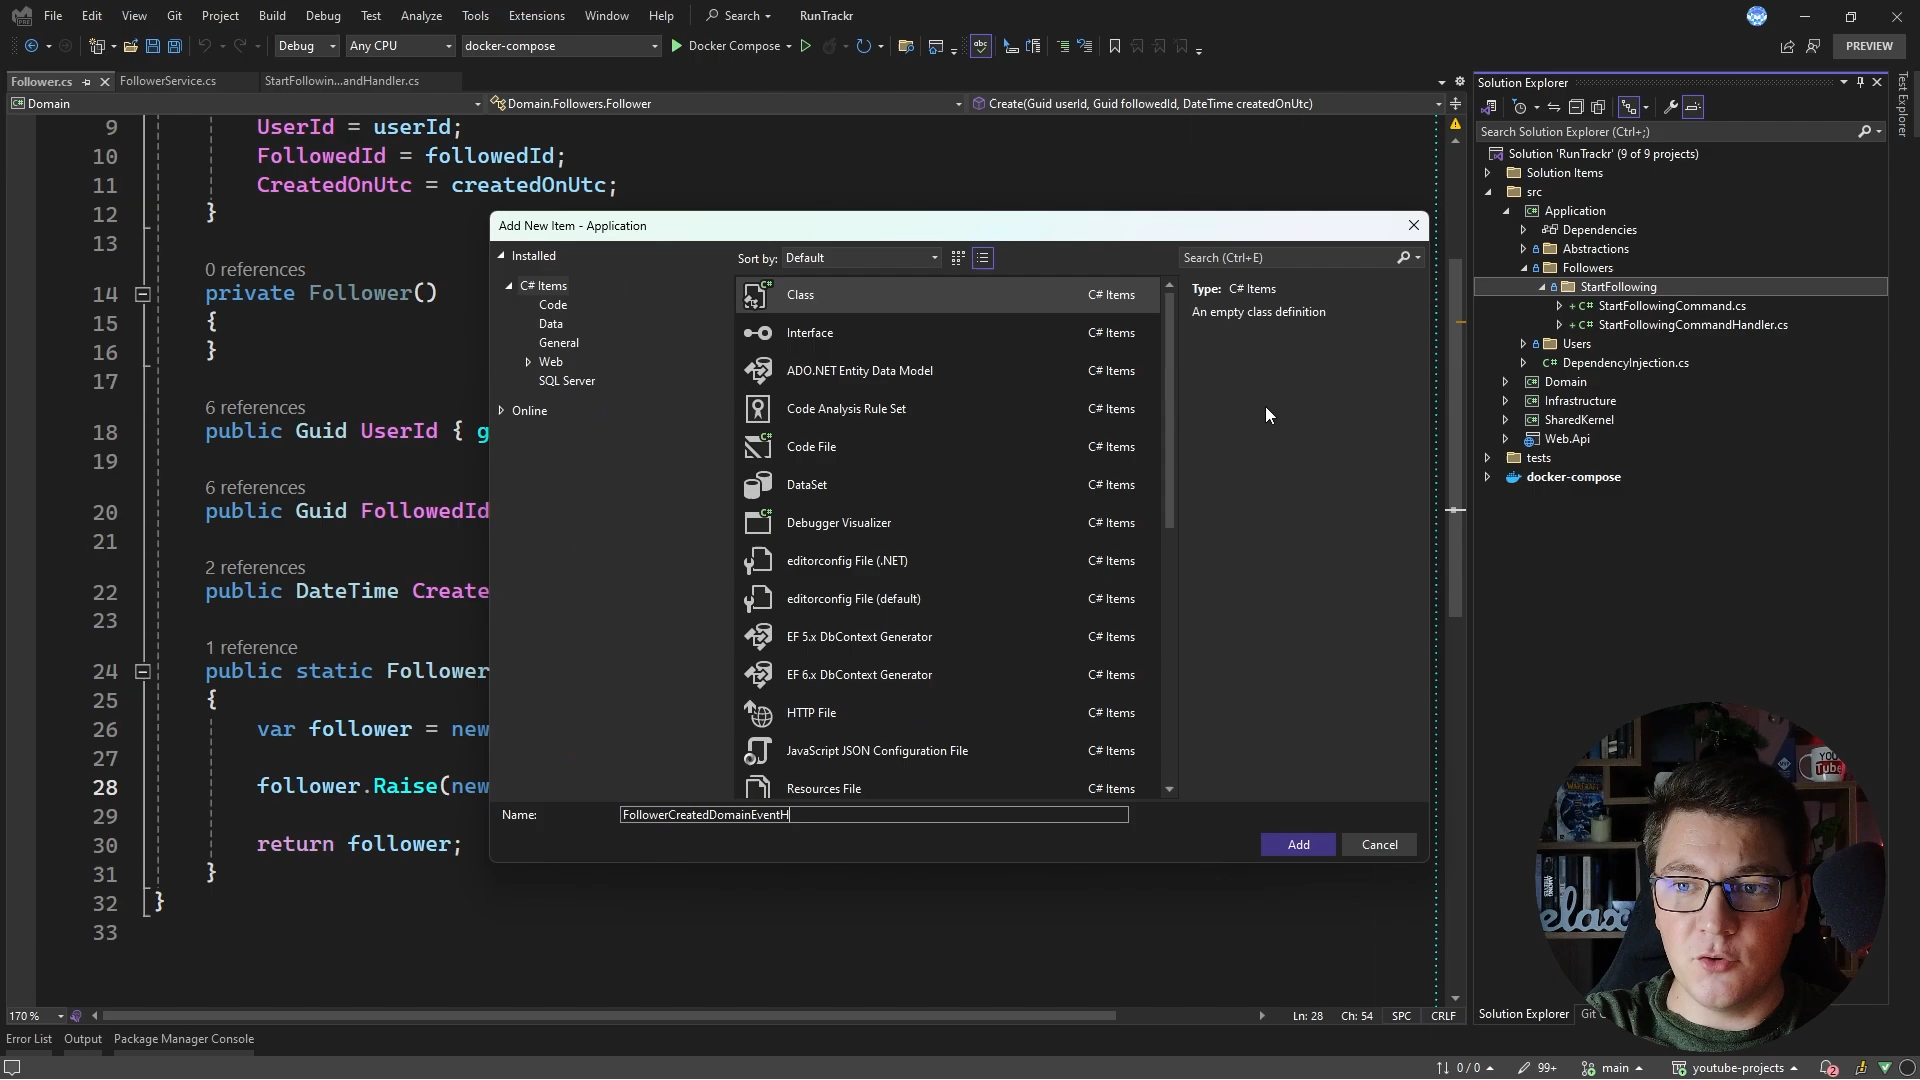 File Edit View Git Project Build Debug Test Analyze Tools Extensions Window Help Search RunTrackr
Debug Any CPU docker-compose Docker Compose PREVIEW
Follower.cs FollowerService.cs StartFollowin...andHandler.cs
Domain Domain.Followers.Follower Create(Guid userId, Guid followedId, DateTime createdOnUtc)
9 UserId = userId;
10 FollowedId = followedId;
11 CreatedOnUtc = createdOnUtc;
12 }
13
0 references
14 private Follower()
15 {
16 }
17
6 references
18 public Guid UserId { g
19
6 references
20 public Guid FollowedId
21
2 references
22 public DateTime Create
23
1 reference
24 public static Follower
25 {
26 var follower = new
27
28 follower.Raise(new
29
30 return follower;
31 }
32 }
33
170 % Ln: 28 Ch: 54 SPC CRLF
Error List Output Package Manager Console
Add New Item - Application
Installed
C# Items
Code
Data
General
Web
SQL Server
Online
Sort by: Default
Search (Ctrl+E)
Class C# Items
Interface C# Items
ADO.NET Entity Data Model C# Items
Code Analysis Rule Set C# Items
Code File C# Items
DataSet C# Items
Debugger Visualizer C# Items
editorconfig File (.NET) C# Items
editorconfig File (default) C# Items
EF 5.x DbContext Generator C# Items
EF 6.x DbContext Generator C# Items
HTTP File C# Items
JavaScript JSON Configuration File C# Items
Resources File C# Items
Type: C# Items
An empty class definition
Name: FollowerCreatedDomainEventH
Add Cancel
Solution Explorer
Search Solution Explorer (Ctrl+;)
Solution 'RunTrackr' (9 of 9 projects)
Solution Items
src
Application
Dependencies
Abstractions
Followers
StartFollowing
StartFollowingCommand.cs
StartFollowingCommandHandler.cs
Users
DependencyInjection.cs
Domain
Infrastructure
SharedKernel
Web.Api
tests
docker-compose
Test Explorer
Solution Explorer Git C
You Tube
relax
0 / 0 99+ main youtube-projects 2